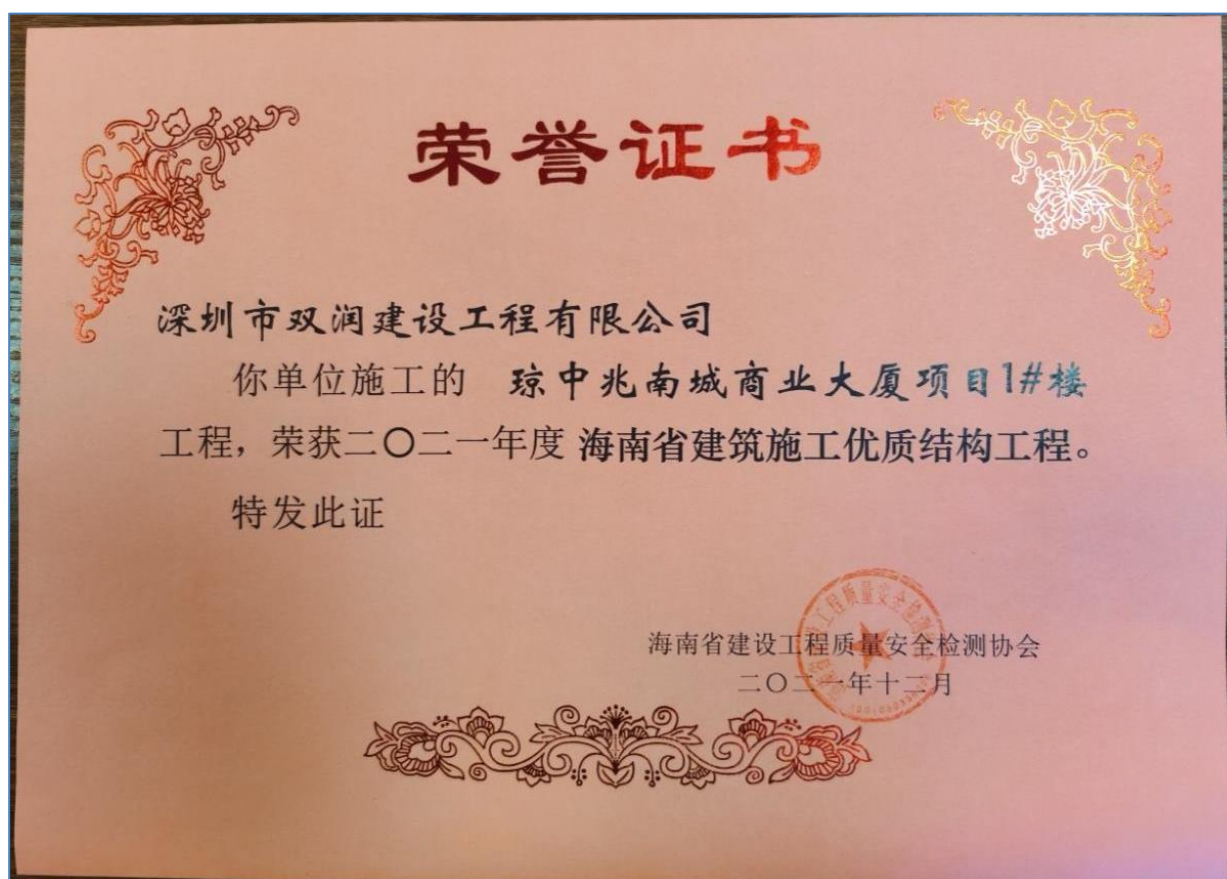 荣誉证书
深圳市双润建设工程有限公司
你单位施工的 琼中兆南城商业大厦项目1#楼
工程，荣获二〇二一年度 海南省建筑施工优质结构工程。
特发此证
海南省建设工程质量安全检测协会
二〇二一年十二月